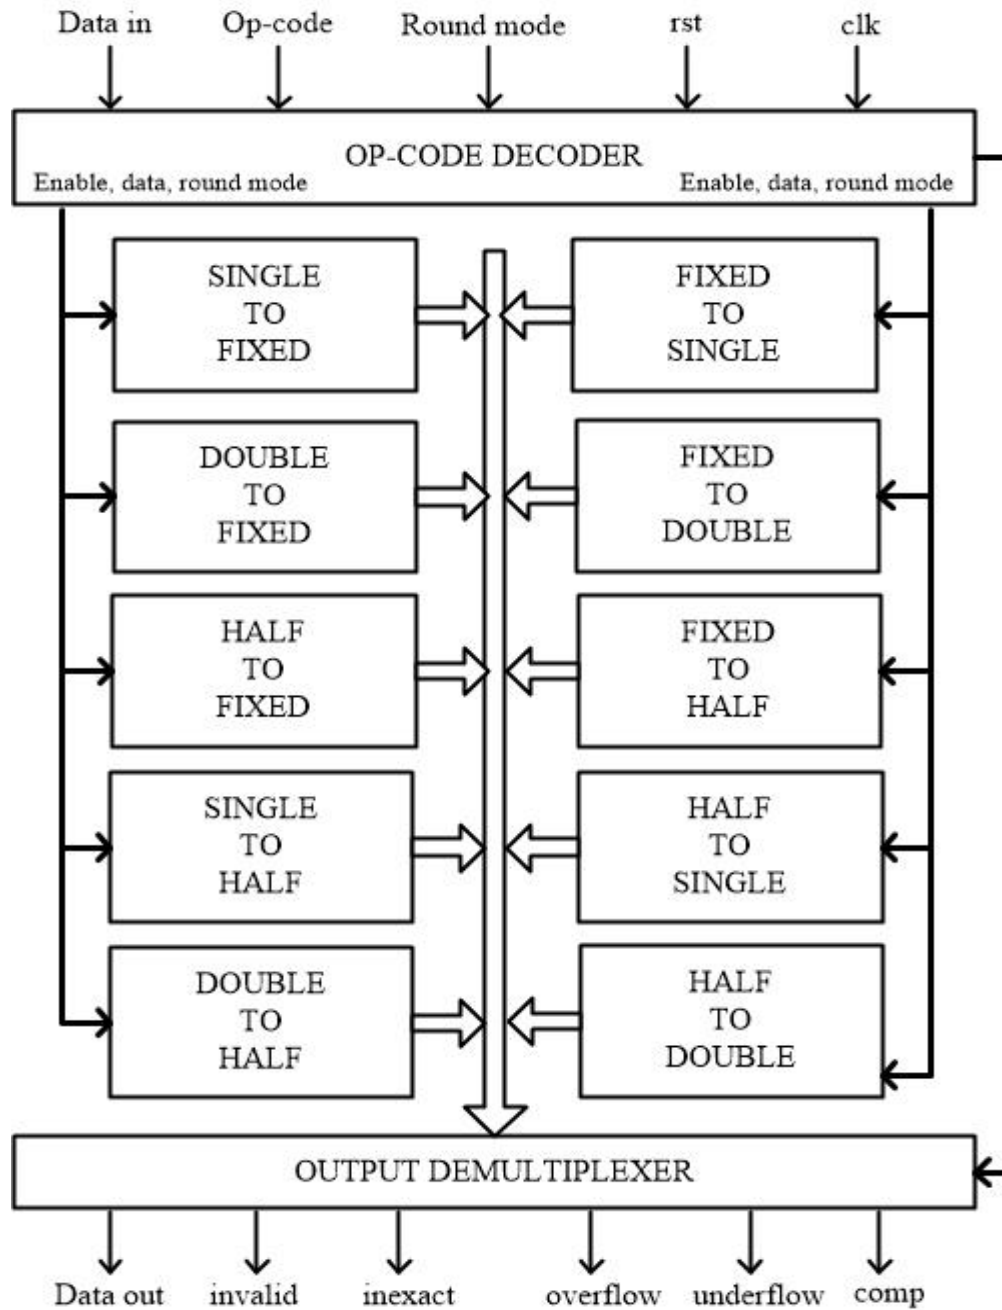 Data in
Op-code
Round mode
rst
clk
OP-CODE DECODER
Enable, data, round mode
Enable, data, round mode
SINGLE
TO
FIXED
FIXED
TO
SINGLE
DOUBLE
TO
FIXED
FIXED
TO
DOUBLE
HALF
TO
FIXED
FIXED
TO
HALF
SINGLE
TO
HALF
HALF
TO
SINGLE
DOUBLE
TO
HALF
HALF
TO
DOUBLE
OUTPUT DEMULTIPLEXER
Data out
invalid
inexact
overflow
underflow
comp